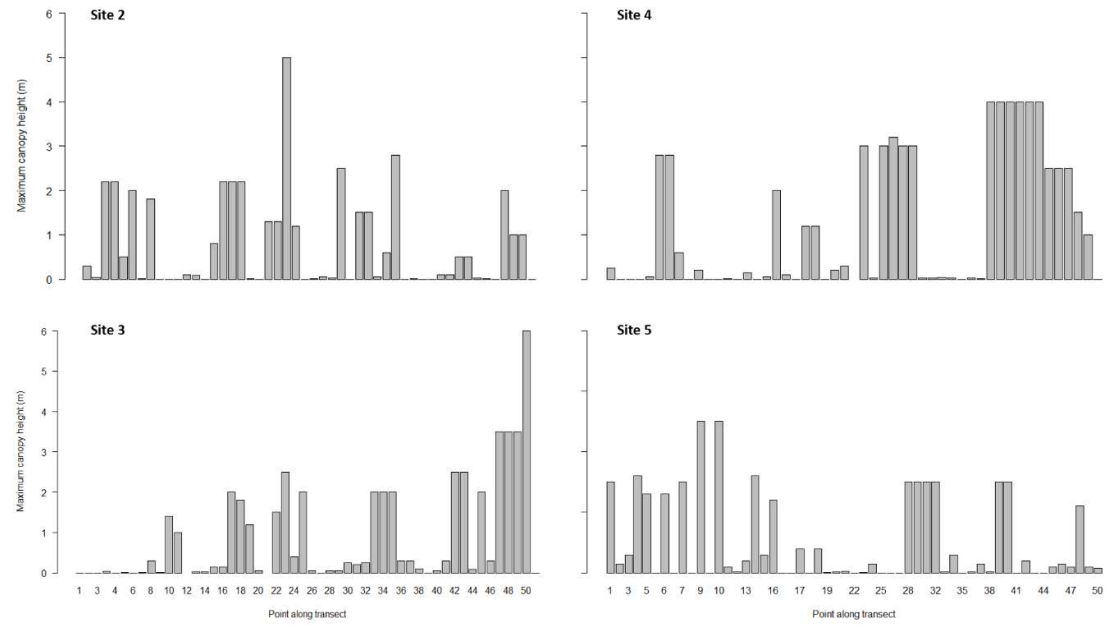 Site 2
Site 4
Maximum canopy height (m)
6
5
4
3
2
1
0
Site 3
Site 5
Maximum canopy height (m)
6
5
4
3
2
1
0
1 3 4 6 8 10 12 14 16 18 20 22 24 26 28 30 32 34 36 38 40 42 44 46 48 50
1 3 5 6 7 9 10 13 16 17 19 22 25 28 32 35 38 41 44 47 50
Point along transect
Point along transect